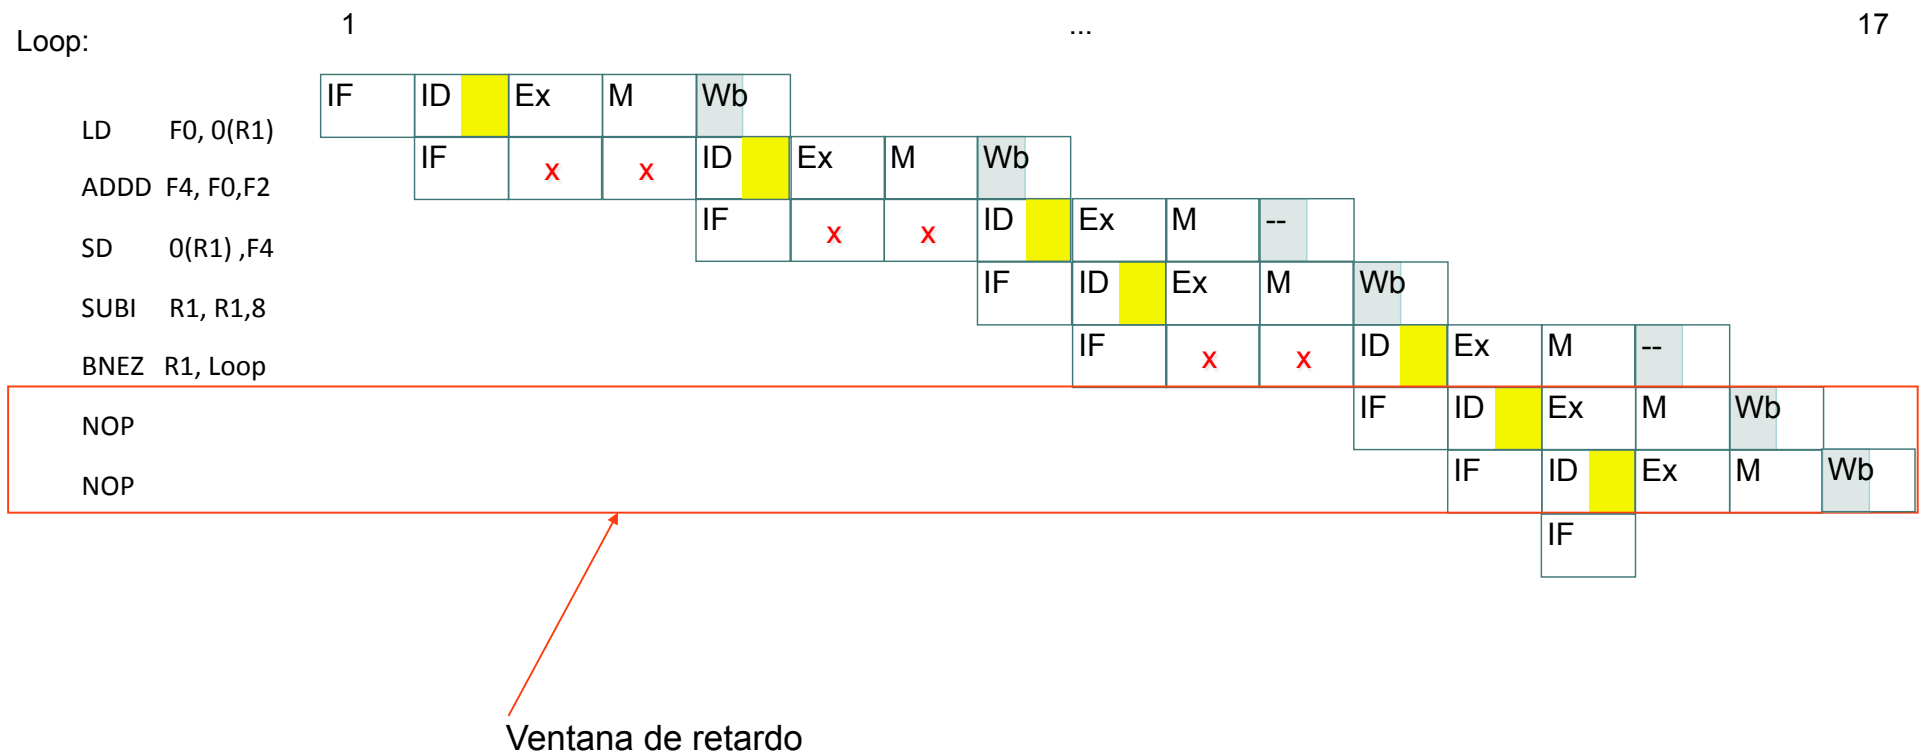 1 ... 17
Loop:
IF ID Ex M Wb
LD F0, 0(R1)
IF x x ID Ex M Wb
ADDD F4, F0,F2
IF x x ID Ex M --
SD 0(R1) ,F4
IF ID Ex M Wb
SUBI R1, R1,8
IF x x ID Ex M --
BNEZ R1, Loop
IF ID Ex M Wb
NOP
IF ID Ex M Wb
NOP
IF
Ventana de retardo